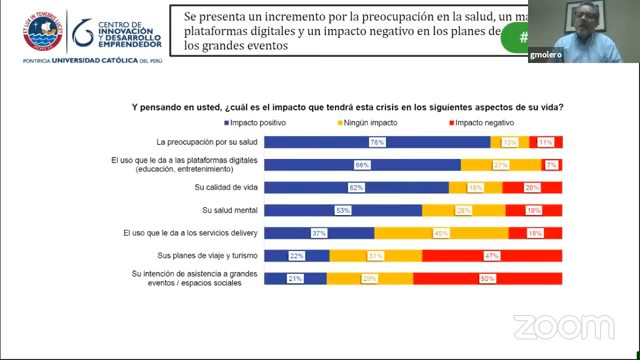 Se presenta un incremento por la preocupación en la salud, un
plataformas digitales y un impacto negativo en los planes de
los grandes eventos
CENTRO DE
INNOVACIÓN
Y DESARROLLO
EMPRENDEDOR
PONTIFICIA UNIVERSIDAD CATÓLICA DEL PERÚ
#
gmolero
Y pensando en usted, ¿cuál es el impacto que tendrá esta crisis en los siguientes aspectos de su vida?
Impacto positivo Ningún impacto Impacto negativo
La preocupación por su salud 76% 13% 11%
El uso que le da a las plataformas digitales
(educación, entretenimiento) 66% 27% 7%
Su calidad de vida 62% 18% 20%
Su salud mental 53% 28% 19%
El uso que le da a los servicios delivery 37% 45% 18%
Sus planes de viaje y turismo 22% 31% 47%
Su intención de asistencia a grandes
eventos / espacios sociales 21% 29% 50%
zoom